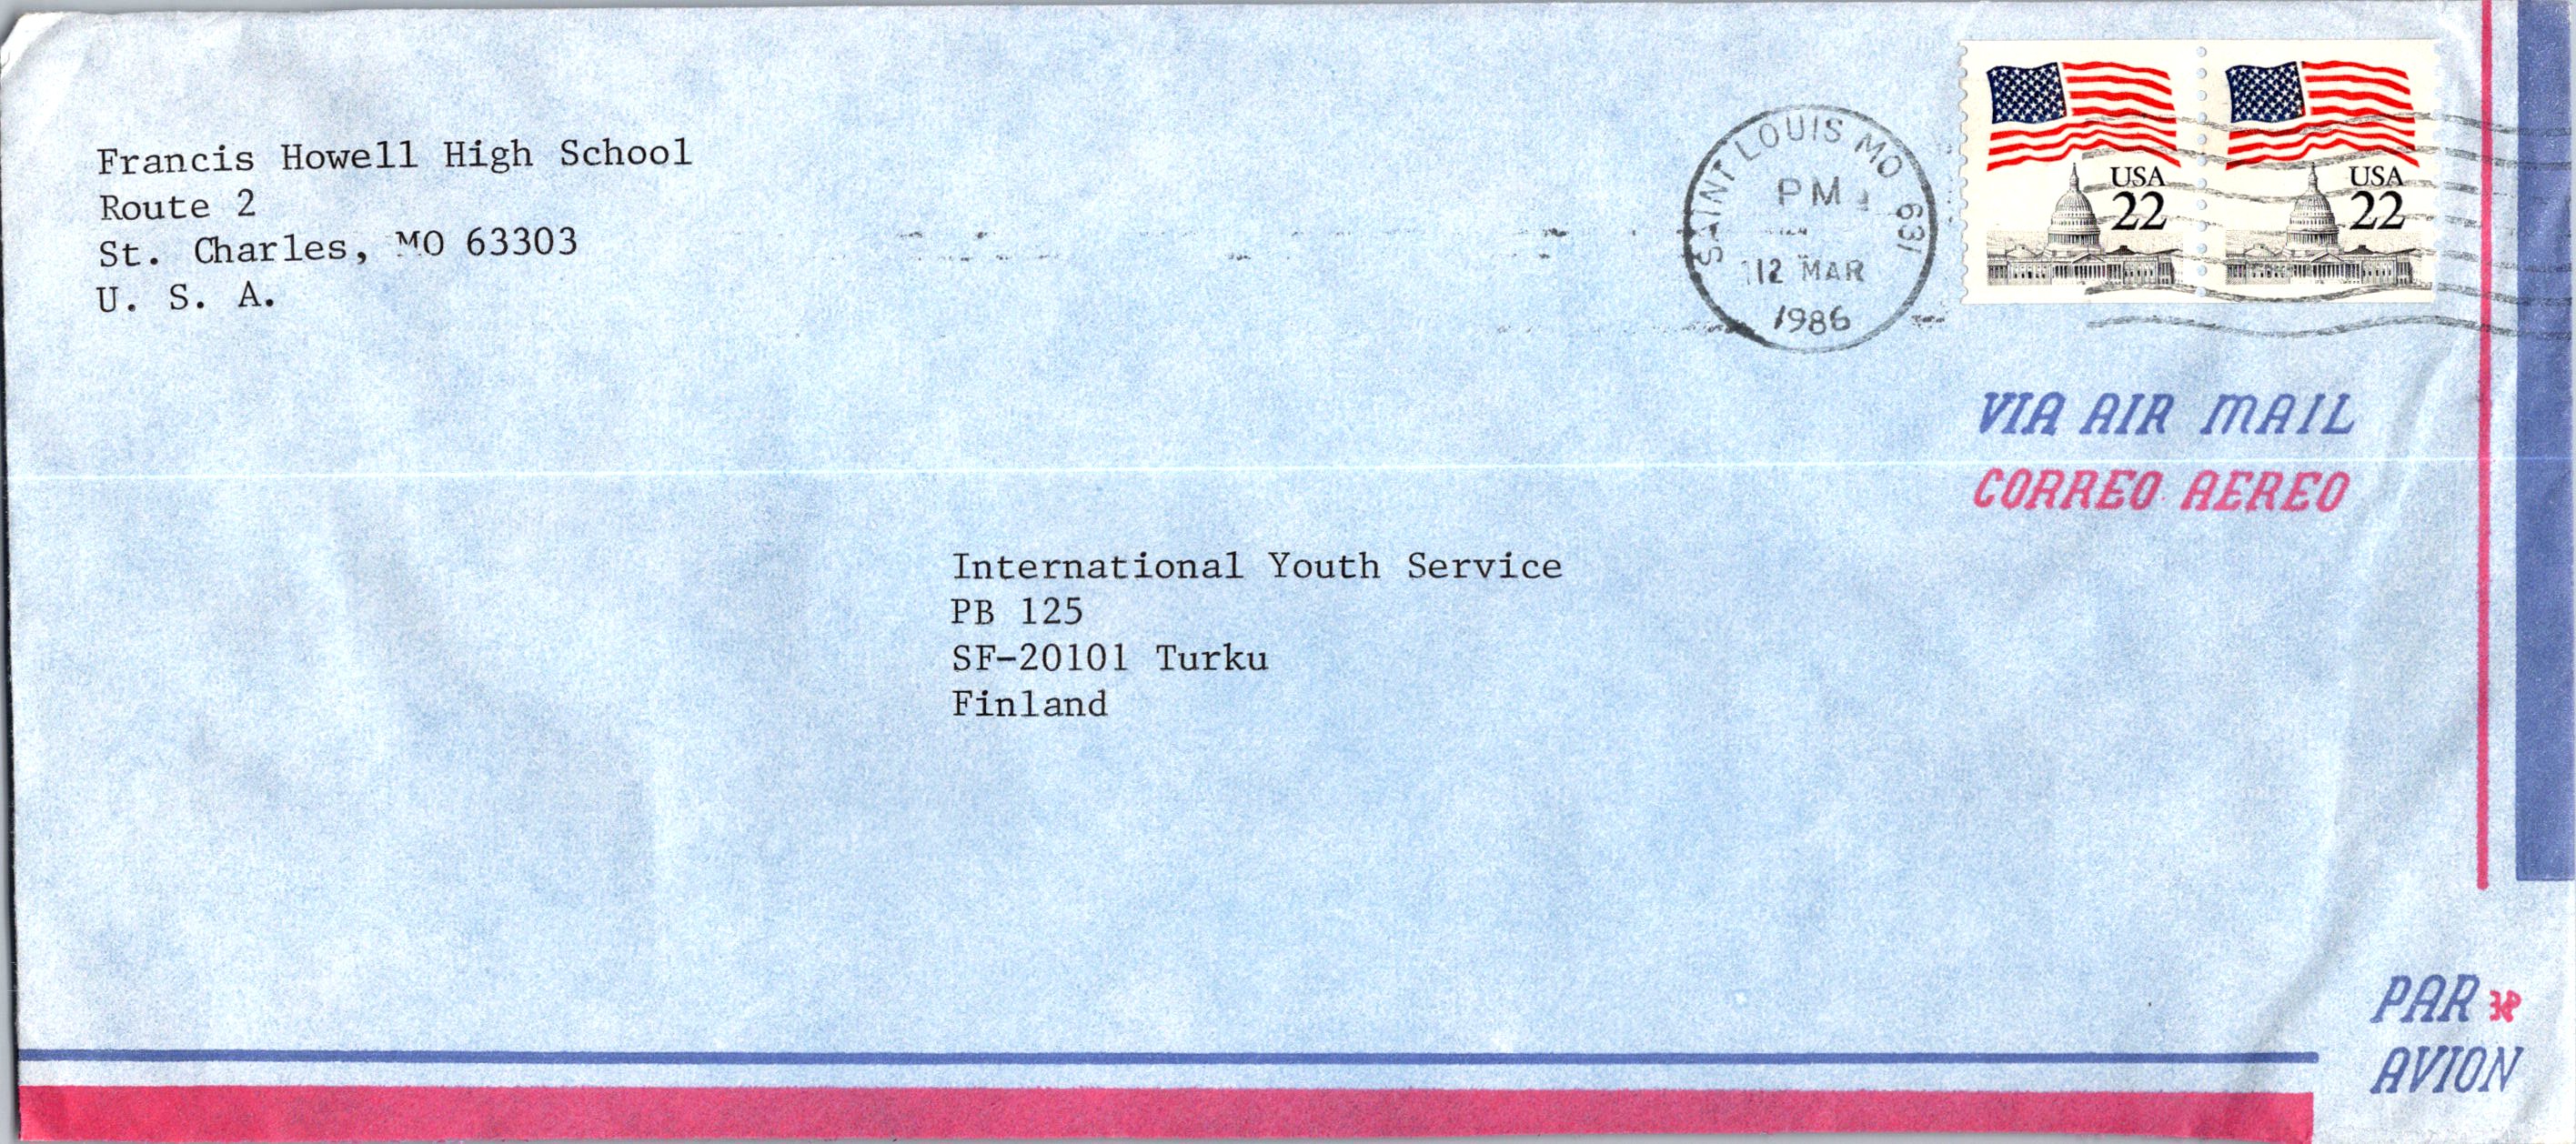 Francis Howell High School
Route 2
St. Charles, MO 63303
U. S. A.
SAINT LOUIS MO 631
PM
12 MAR
1986
USA
22
USA
22
VIA AIR MAIL
CORREO AEREO
International Youth Service
PB 125
SF-20101 Turku
Finland
PAR
AVION